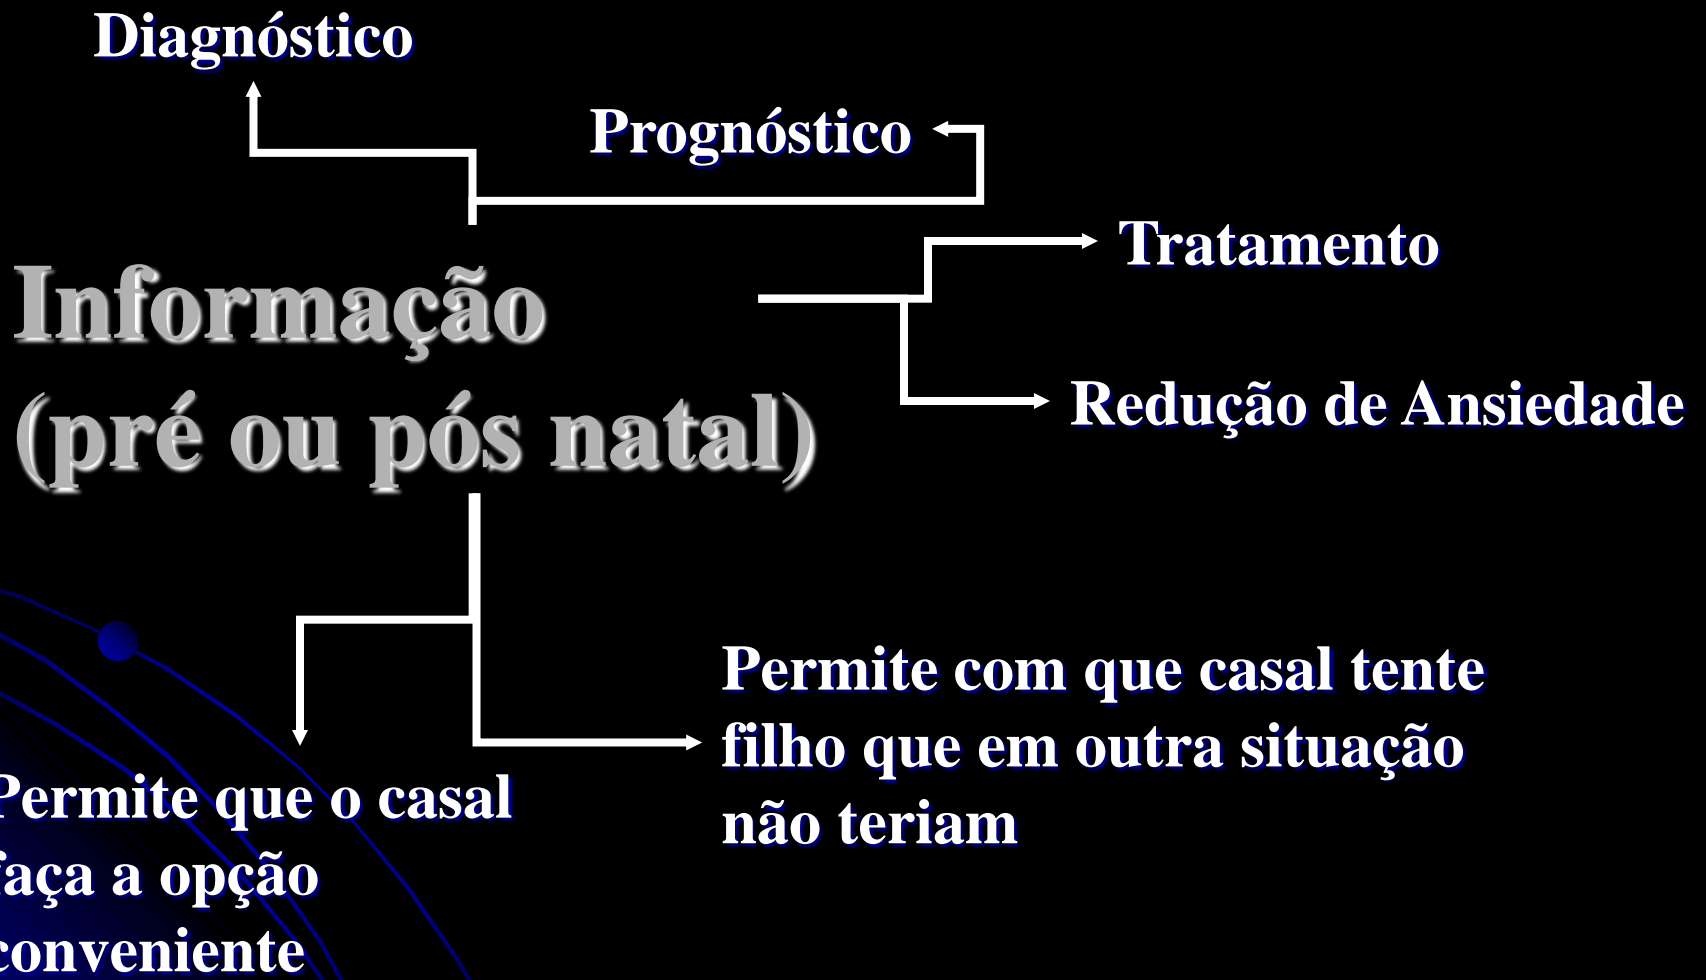 Diagnóstico
Prognóstico
Tratamento
Informação
(pré ou pós natal)
Redução de Ansiedade
Permite com que casal tente
filho que em outra situação
não teriam
Permite que o casal
faça a opção
conveniente